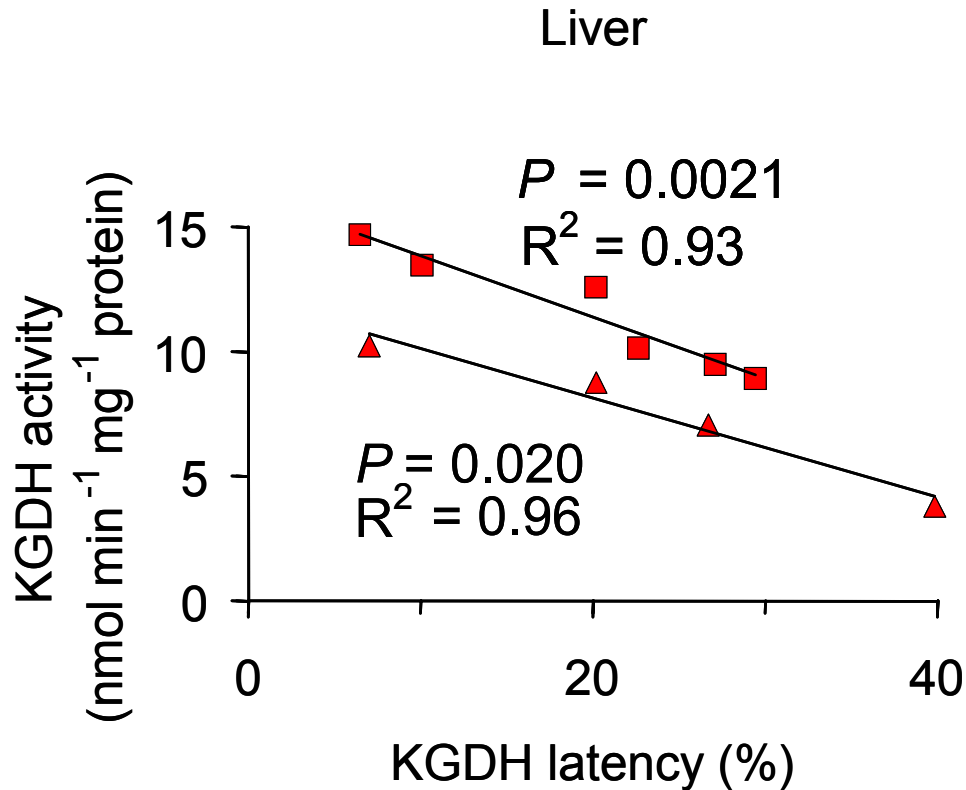 Liver
P = 0.0021
R² = 0.93
15
10
5
0
P = 0.020
R² = 0.96
KGDH activity
(nmol min⁻¹ mg⁻¹ protein)
0 20 40
KGDH latency (%)